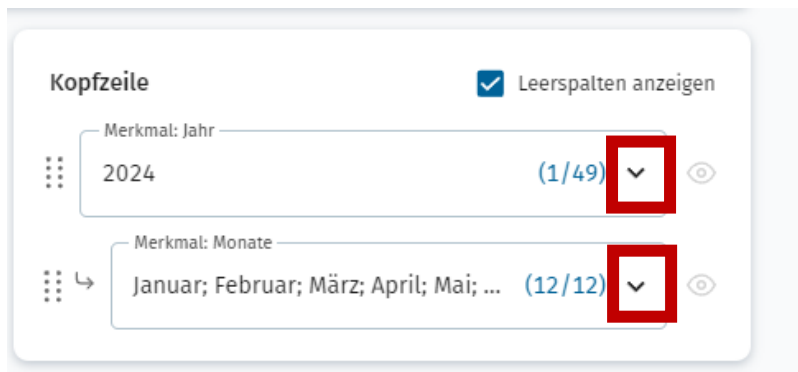 Kopfzeile
Leerspalten anzeigen
Merkmal: Jahr
2024 (1/49)
Merkmal: Monate
Januar; Februar; März; April; Mai; ... (12/12)